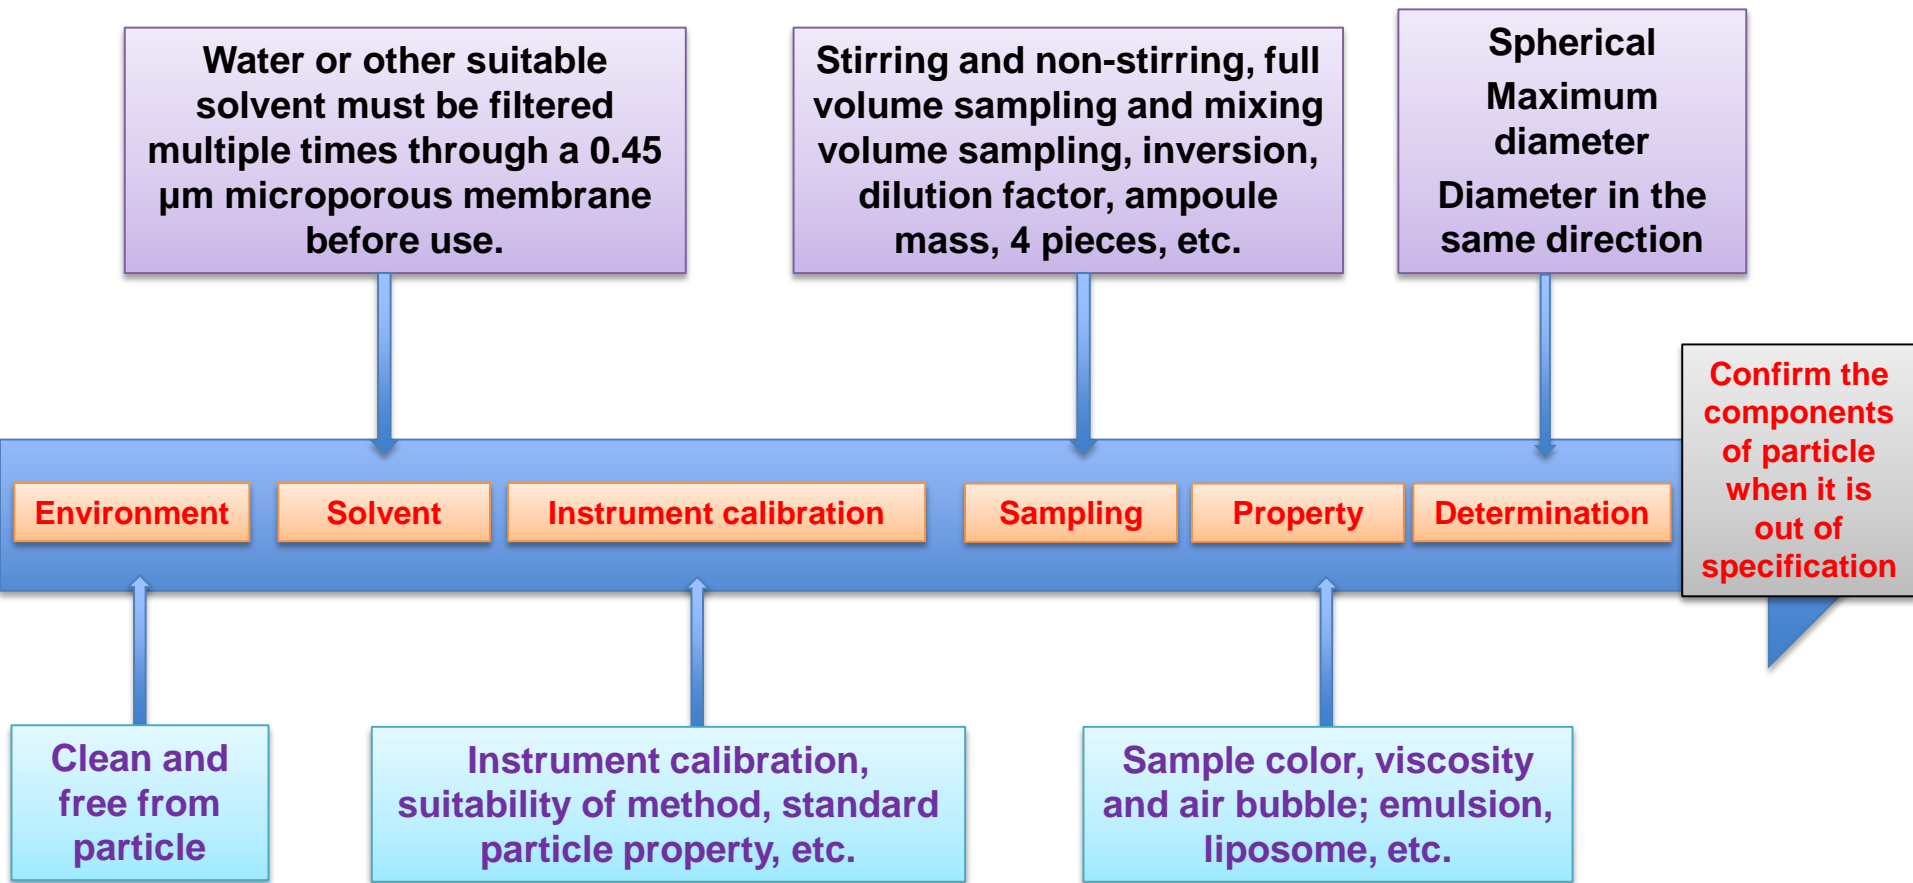 Water or other suitable
solvent must be filtered
multiple times through a 0.45
µm microporous membrane
before use.
Stirring and non-stirring, full
volume sampling and mixing
volume sampling, inversion,
dilution factor, ampoule
mass, 4 pieces, etc.
Spherical
Maximum
diameter
Diameter in the
same direction
Environment
Solvent
Instrument calibration
Sampling
Property
Determination
Confirm the
components
of particle
when it is
out of
specification
Clean and
free from
particle
Instrument calibration,
suitability of method, standard
particle property, etc.
Sample color, viscosity
and air bubble; emulsion,
liposome, etc.